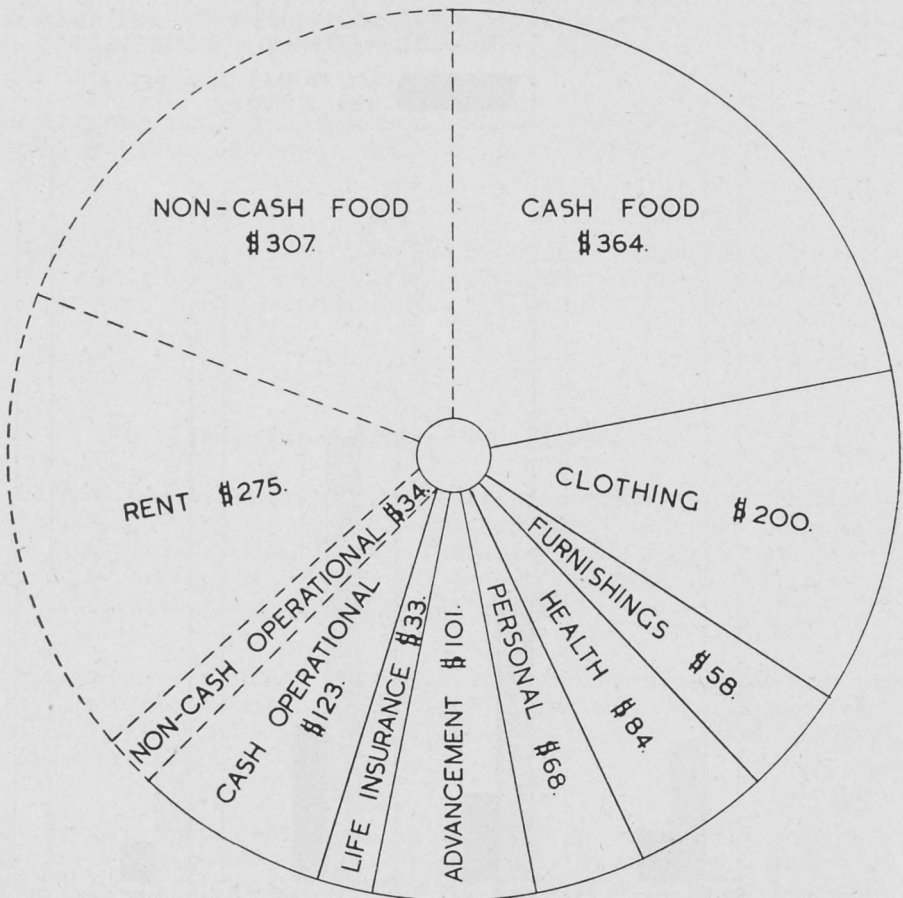 NON-CASH FOOD
$307.
CASH FOOD
$364.
CLOTHING $200.
FURNISHINGS $58.
HEALTH $84.
PERSONAL $68.
ADVANCEMENT $101.
LIFE INSURANCE $33.
CASH OPERATIONAL
$123.
NON-CASH OPERATIONAL $34.
RENT $275.